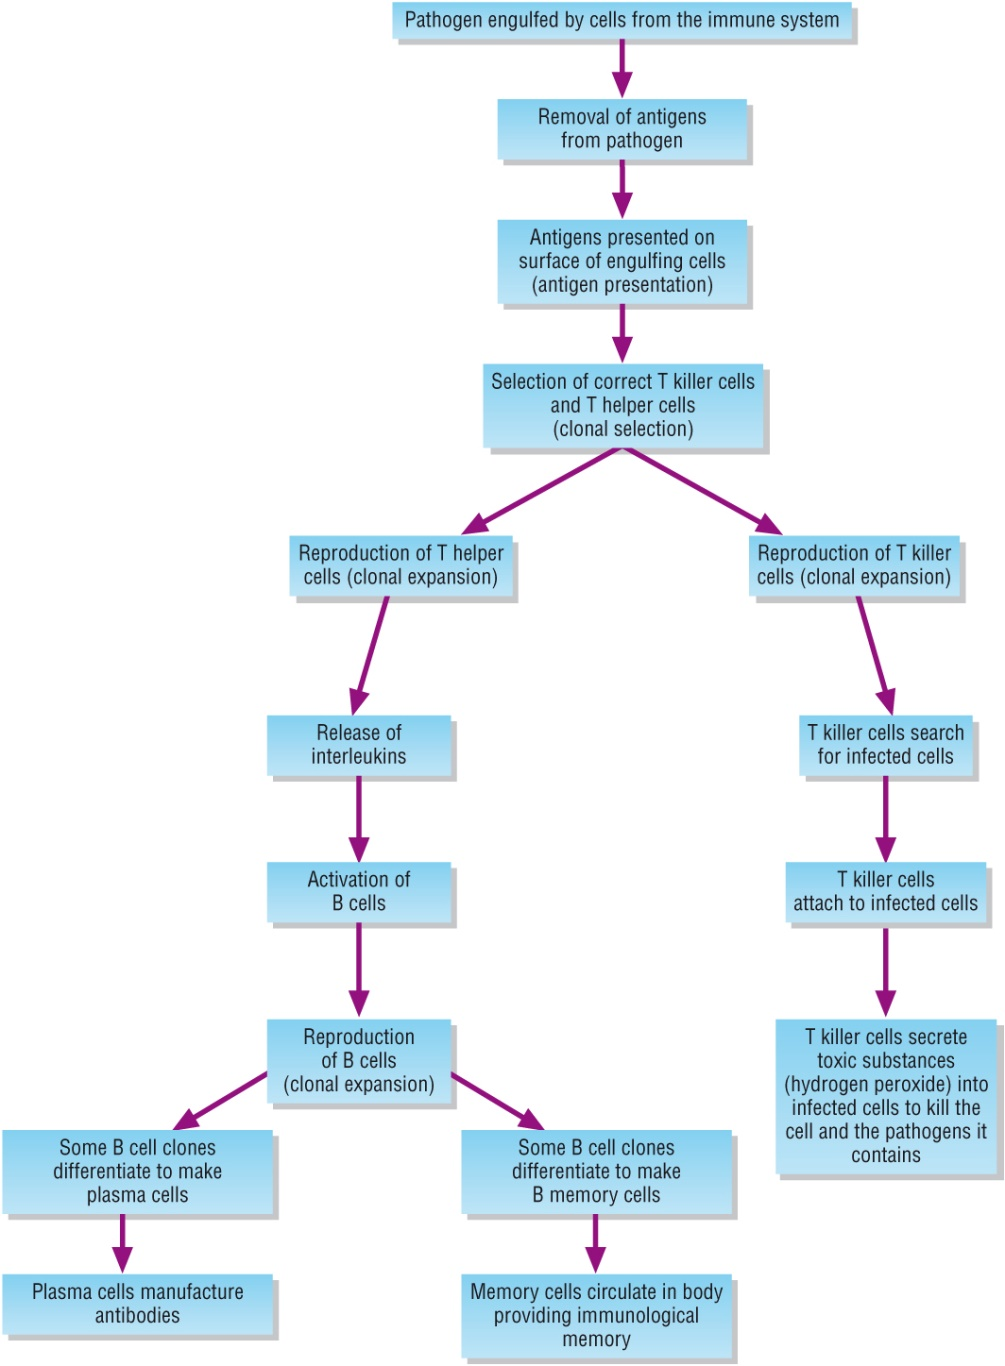 Pathogen engulfed by cells from the immune system
Removal of antigens
from pathogen
Antigens presented on
surface of engulfing cells
(antigen presentation)
Selection of correct T killer cells
and T helper cells
(clonal selection)
Reproduction of T helper
cells (clonal expansion)
Reproduction of T killer
cells (clonal expansion)
Release of
interleukins
T killer cells search
for infected cells
Activation of
B cells
T killer cells
attach to infected cells
Reproduction
of B cells
(clonal expansion)
T killer cells secrete
toxic substances
(hydrogen peroxide) into
infected cells to kill the
cell and the pathogens it
contains
Some B cell clones
differentiate to make
plasma cells
Some B cell clones
differentiate to make
B memory cells
Plasma cells manufacture
antibodies
Memory cells circulate in body
providing immunological
memory